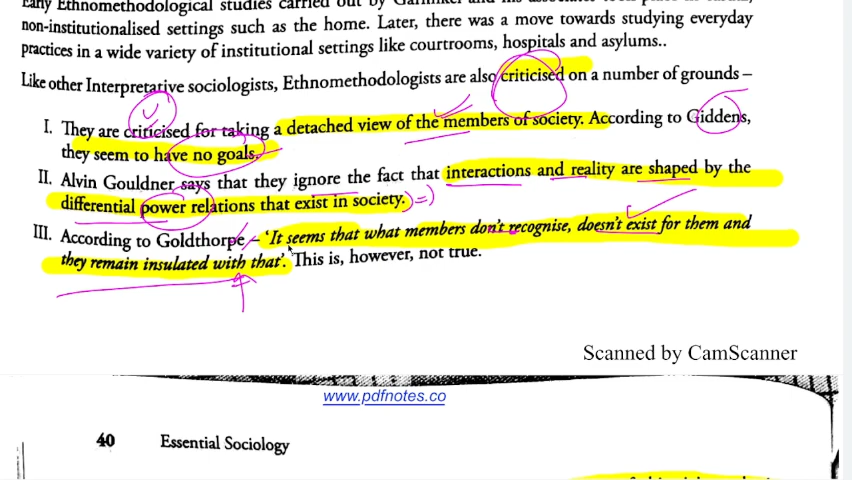 Early Ethnomethodological studies carried out by Garfinkel and his
non-institutionalised settings such as the home. Later, there was a move towards studying everyday
practices in a wide variety of institutional settings like courtrooms, hospitals and asylums..
Like other Interpretative sociologists, Ethnomethodologists are also criticised on a number of grounds –
I. They are criticised for taking a detached view of the members of society. According to Giddens,
they seem to have no goals.
II. Alvin Gouldner says that they ignore the fact that interactions and reality are shaped by the
differential power relations that exist in society.
III. According to Goldthorpe – 'It seems that what members don't recognise, doesn't exist for them and
they remain insulated with that'. This is, however, not true.
Scanned by CamScanner
www.pdfnotes.co
40 Essential Sociology